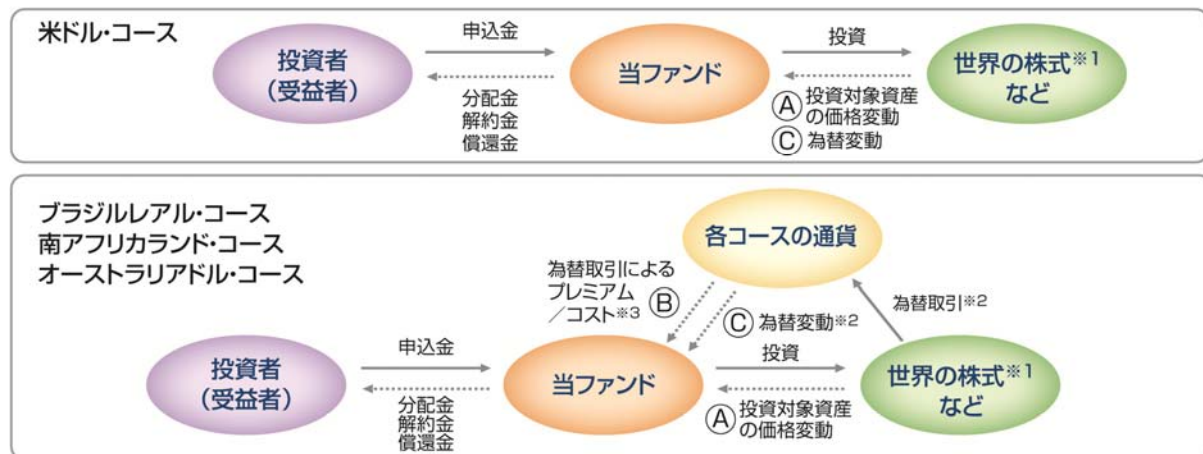 米ドル・コース
投資者
(受益者)
申込金
分配金
解約金
償還金
当ファンド
投資
Ⓐ 投資対象資産
の価格変動
Ⓒ 為替変動
世界の株式※1
など
ブラジルレアル・コース
南アフリカランド・コース
オーストラリアドル・コース
各コースの通貨
為替取引による
プレミアム
/コスト※3 Ⓑ
Ⓒ 為替変動※2
為替取引※2
投資者
(受益者)
申込金
分配金
解約金
償還金
当ファンド
投資
Ⓐ 投資対象資産
の価格変動
世界の株式※1
など